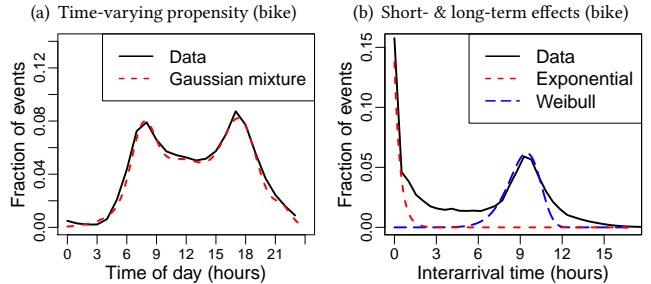 (a) Time-varying propensity (bike)
Fraction of events
0.00 0.04 0.08 0.12
Data
Gaussian mixture
0 3 6 9 12 15 18 21
Time of day (hours)
(b) Short- & long-term effects (bike)
Fraction of events
0.00 0.05 0.10 0.15
Data
Exponential
Weibull
0 3 6 9 12 15
Interarrival time (hours)